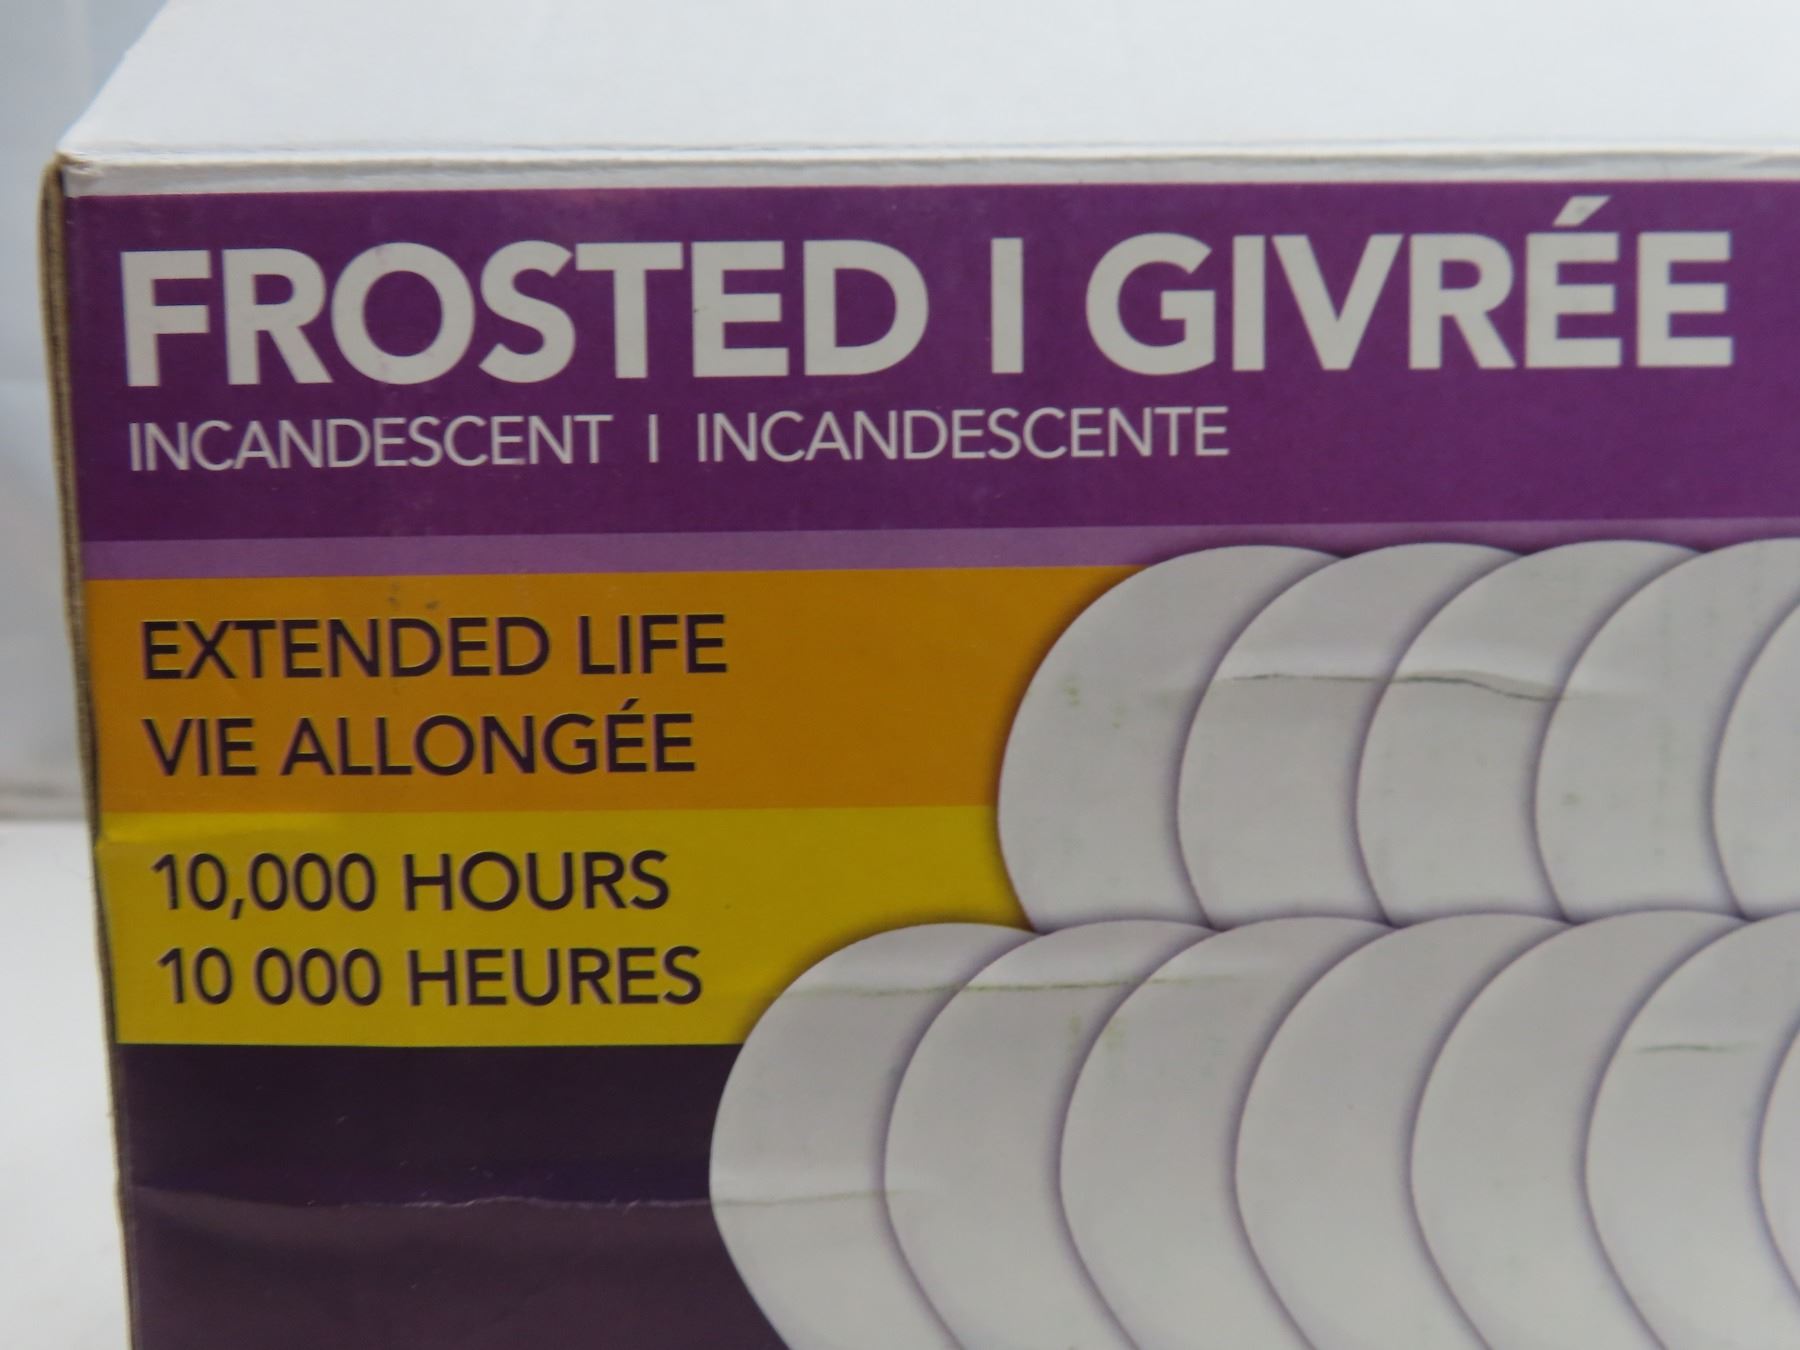 FROSTED | GIVRÉE
INCANDESCENT | INCANDESCENTE
EXTENDED LIFE
VIE ALLONGÉE
10,000 HOURS
10 000 HEURES